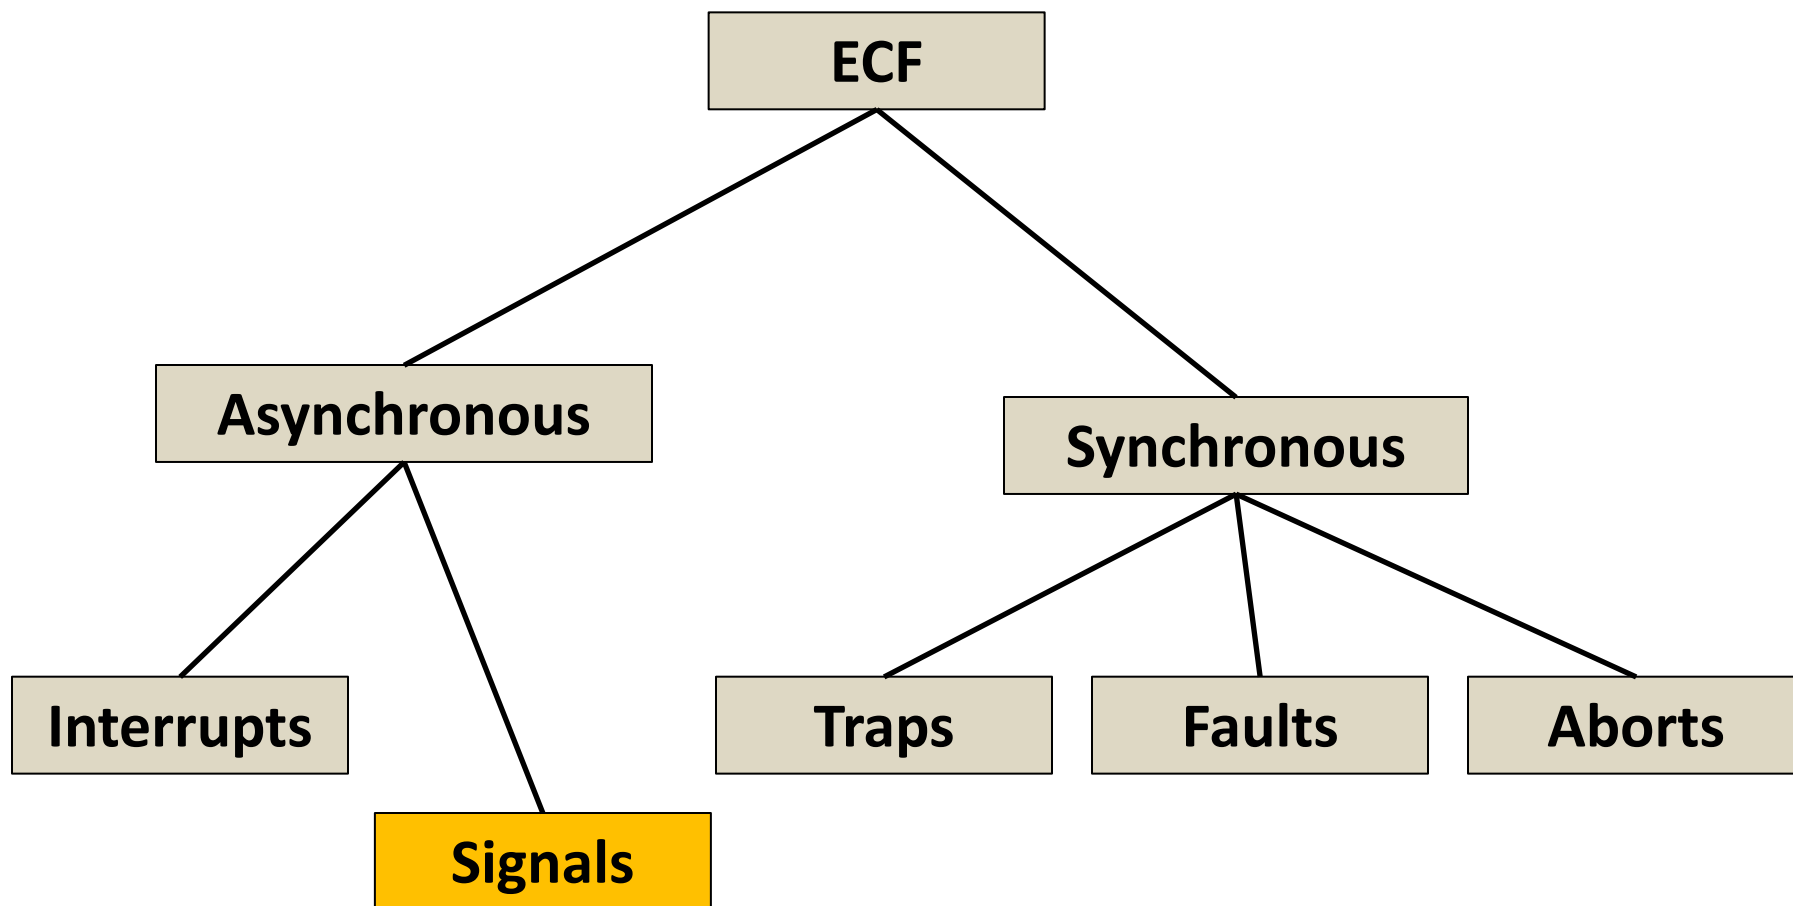 ECF
Asynchronous
Synchronous
Interrupts
Traps
Faults
Aborts
Signals